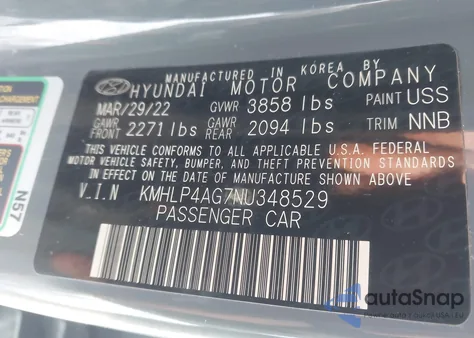 MANUFACTURED IN KOREA BY
HYUNDAI MOTOR COMPANY
MAR/29/22 GVWR 3858 lbs PAINT USS
GAWR FRONT 2271 lbs GAWR REAR 2094 lbs TRIM NNB
THIS VEHICLE CONFORMS TO ALL APPLICABLE U.S.A. FEDERAL
MOTOR VEHICLE SAFETY, BUMPER, AND THEFT PREVENTION STANDARDS
IN EFFECT ON THE DATE OF MANUFACTURE SHOWN ABOVE.
V.I.N KMHLP4AG7NU348529
PASSENGER CAR
N57
autoSnap